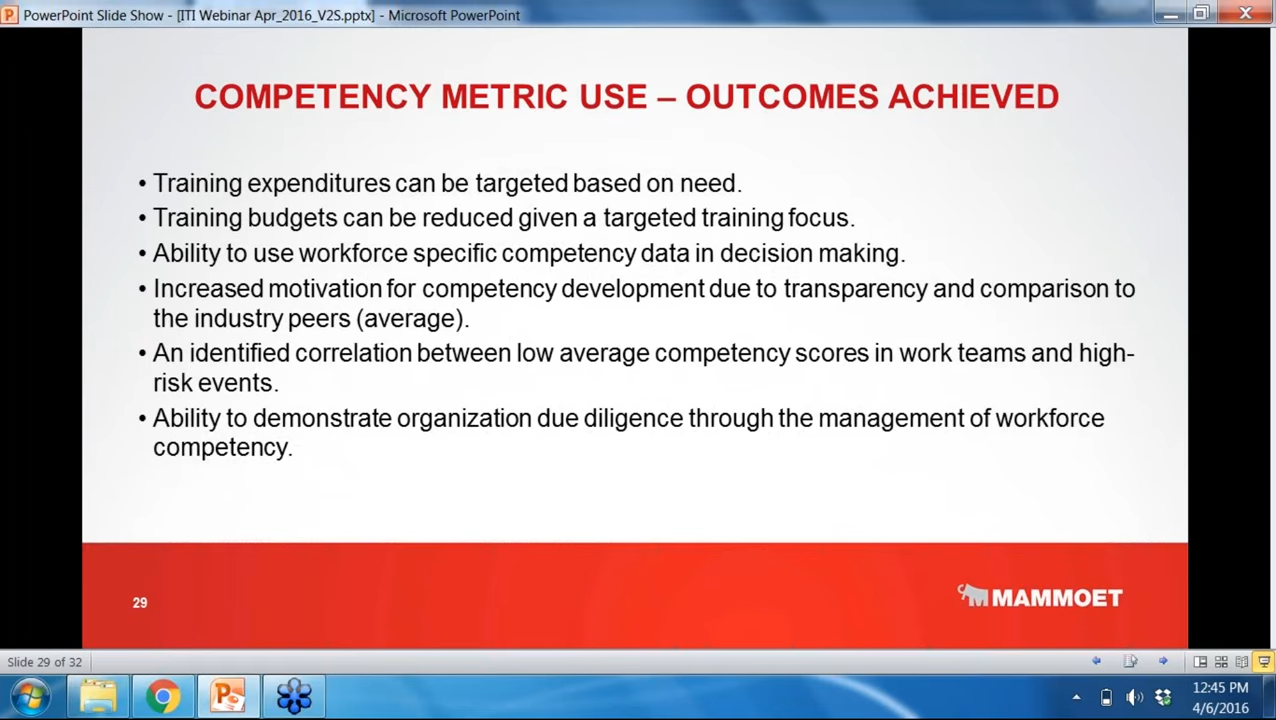 PowerPoint Slide Show - [ITI Webinar Apr_2016_V2S.pptx] - Microsoft PowerPoint
COMPETENCY METRIC USE – OUTCOMES ACHIEVED
• Training expenditures can be targeted based on need.
• Training budgets can be reduced given a targeted training focus.
• Ability to use workforce specific competency data in decision making.
• Increased motivation for competency development due to transparency and comparison to
the industry peers (average).
• An identified correlation between low average competency scores in work teams and high-
risk events.
• Ability to demonstrate organization due diligence through the management of workforce
competency.
29
MAMMOET
Slide 29 of 32
12:45 PM
4/6/2016